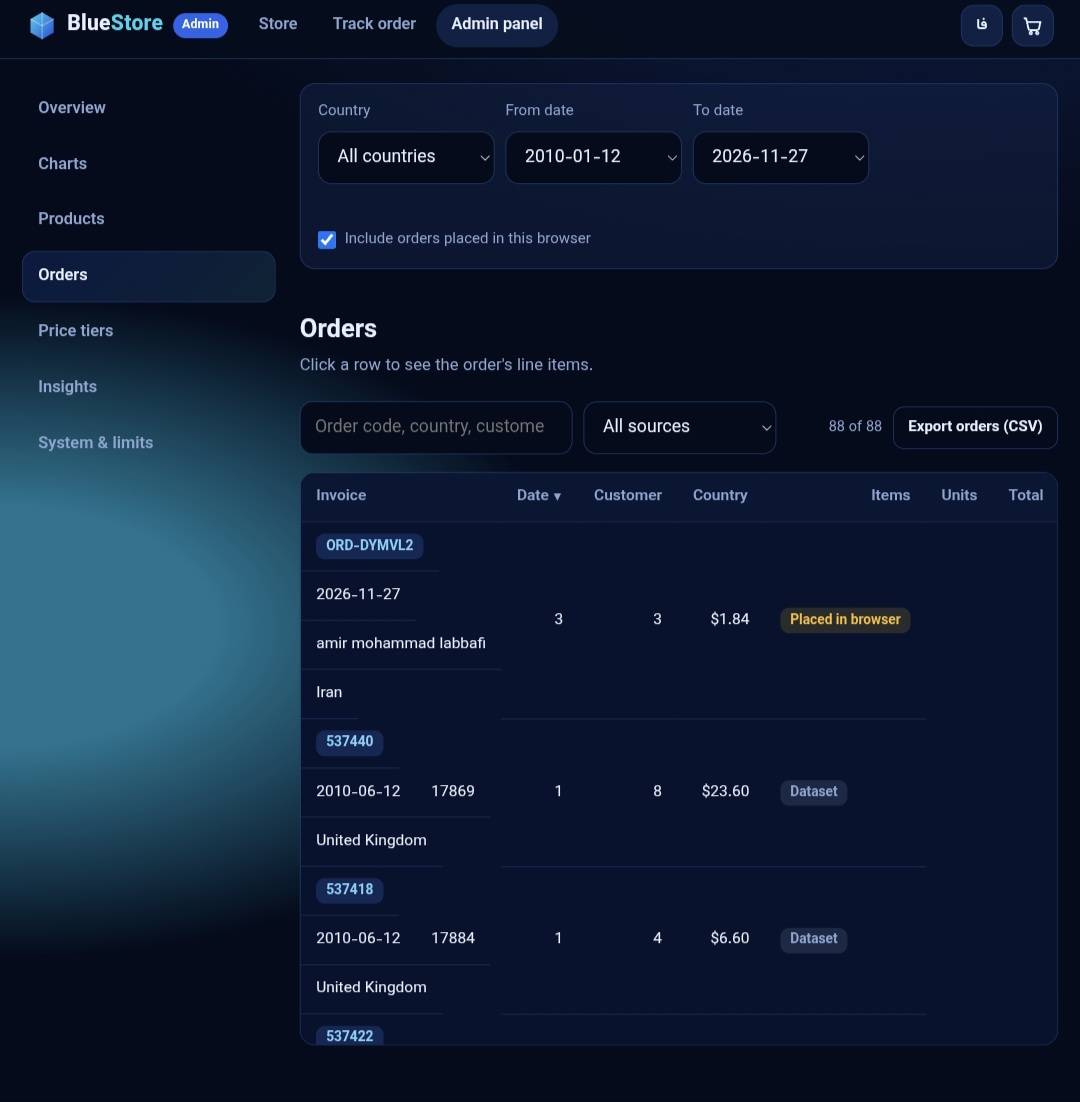 BlueStore Admin Store Track order Admin panel فا
Overview
Charts
Products
Orders
Price tiers
Insights
System & limits
Country From date To date
All countries 2010-01-12 2026-11-27
Include orders placed in this browser
Orders
Click a row to see the order's line items.
Order code, country, custome All sources 88 of 88 Export orders (CSV)
Invoice Date ▾ Customer Country Items Units Total
ORD-DYMVL2
2026-11-27
3 3 $1.84 Placed in browser
amir mohammad labbafi
Iran
537440
2010-06-12 17869 1 8 $23.60 Dataset
United Kingdom
537418
2010-06-12 17884 1 4 $6.60 Dataset
United Kingdom
537422